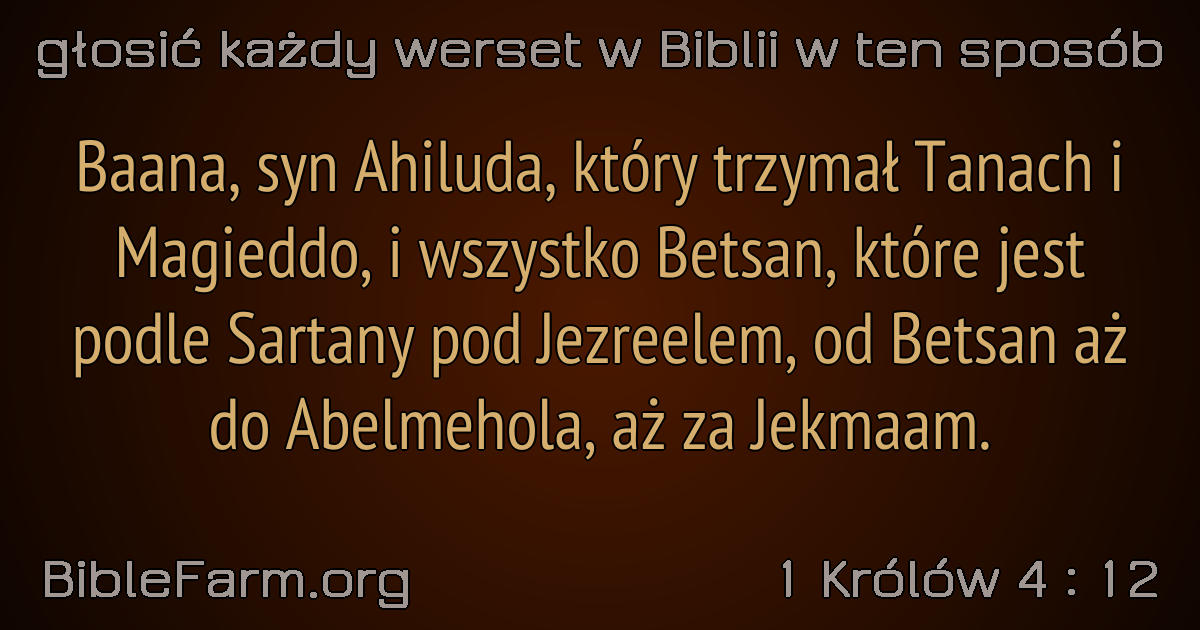 głosić każdy werset w Biblii w ten sposób
Baana, syn Ahiluda, który trzymał Tanach i
Magieddo, i wszystko Betsan, które jest
podle Sartany pod Jezreelem, od Betsan aż
do Abelmehola, aż za Jekmaam.
BibleFarm.org
1 Królów 4 : 12